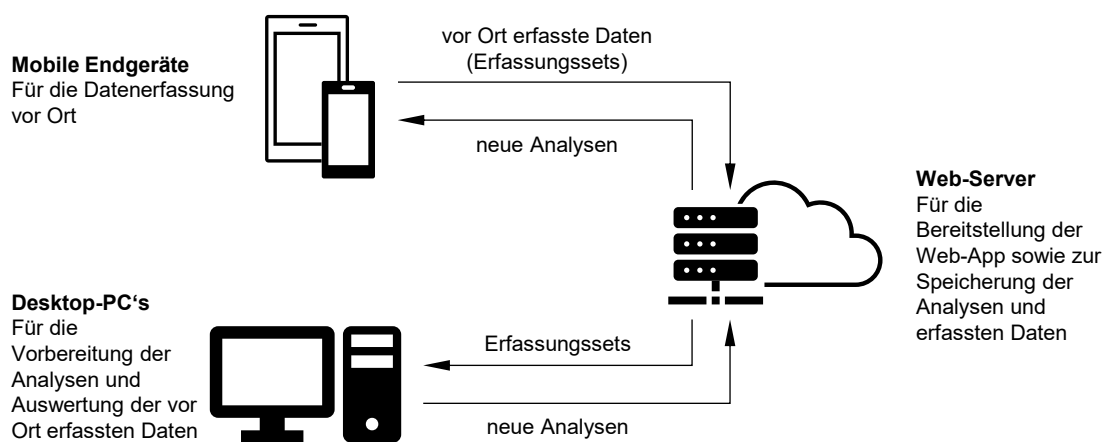 Mobile Endgeräte
Für die Datenerfassung
vor Ort
vor Ort erfasste Daten
(Erfassungssets)
neue Analysen
Web-Server
Für die
Bereitstellung der
Web-App sowie zur
Speicherung der
Analysen und
erfassten Daten
Desktop-PC‘s
Für die
Vorbereitung der
Analysen und
Auswertung der vor
Ort erfassten Daten
Erfassungssets
neue Analysen